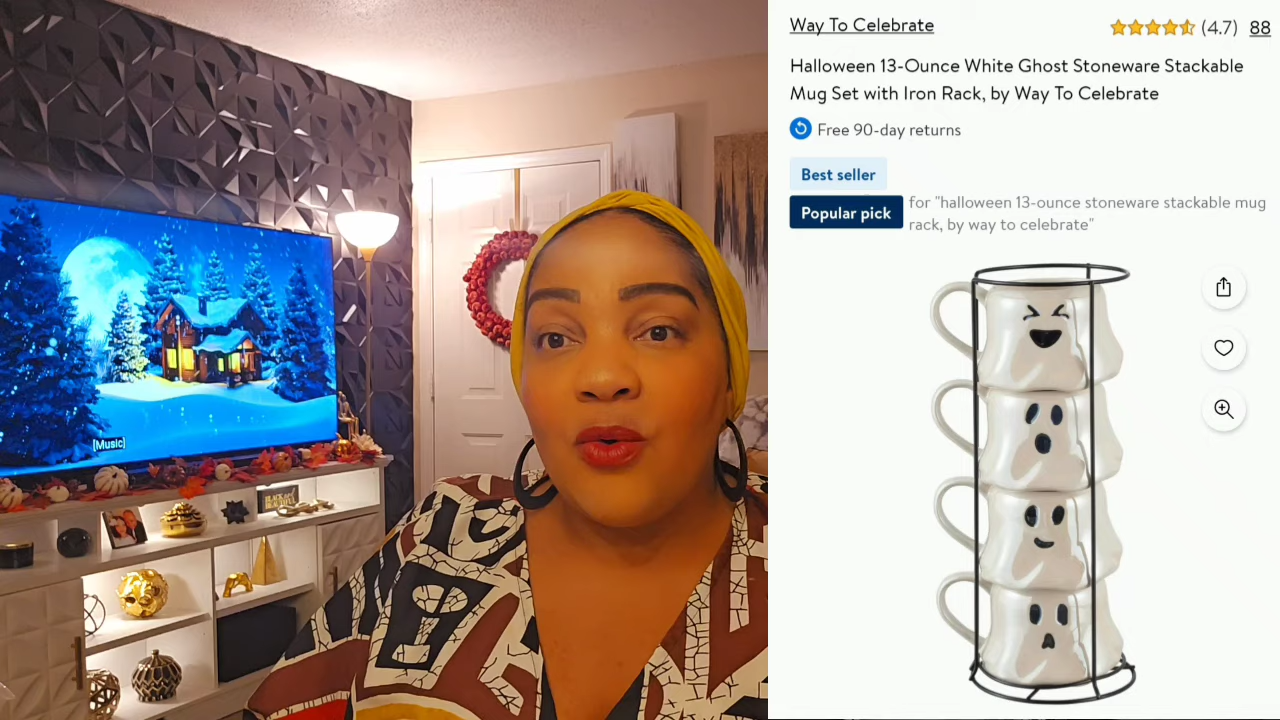 Way To Celebrate
(4.7) 88
Halloween 13-Ounce White Ghost Stoneware Stackable
Mug Set with Iron Rack, by Way To Celebrate
Free 90-day returns
Best seller
Popular pick
for "halloween 13-ounce stoneware stackable mug
rack, by way to celebrate"
[Music]